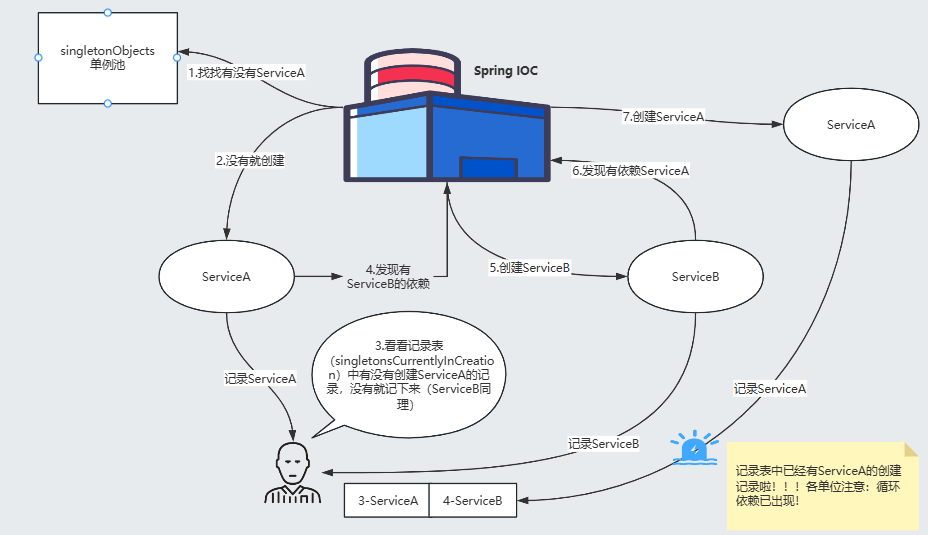 singletonObjects
单例池
Spring IOC
1.找找有没有ServiceA
7.创建ServiceA
ServiceA
2.没有就创建
6.发现有依赖ServiceA
ServiceA
4.发现有
ServiceB的依赖
5.创建ServiceB
ServiceB
3.看看记录表
（singletonsCurrentlyInCreatio
n）中有没有创建ServiceA的记
录，没有就记下来（ServiceB同
理）
记录ServiceA
记录ServiceA
记录ServiceB
3-ServiceA
4-ServiceB
记录表中已经有ServiceA的创建
记录啦！！！各单位注意：循环
依赖已出现！